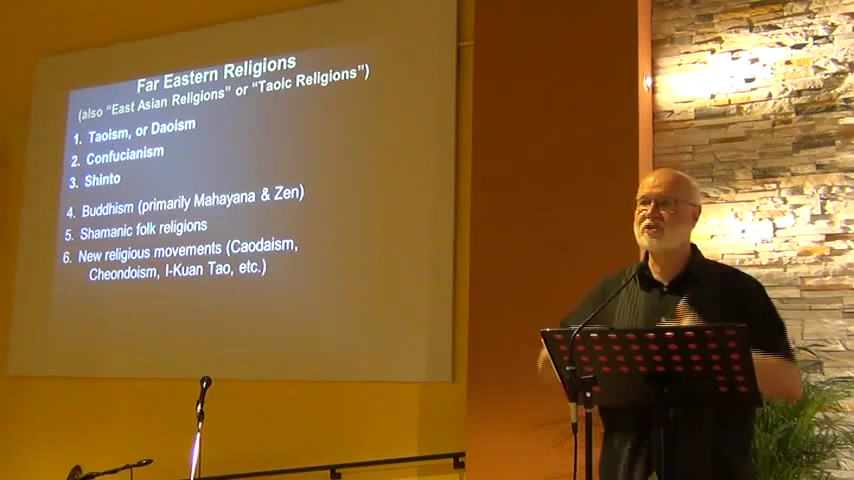 Far Eastern Religions
(also "East Asian Religions" or "Taoic Religions")
1. Taoism, or Daoism
2. Confucianism
3. Shinto
4. Buddhism (primarily Mahayana & Zen)
5. Shamanic folk religions
6. New religious movements (Caodaism,
Cheondoism, I-Kuan Tao, etc.)